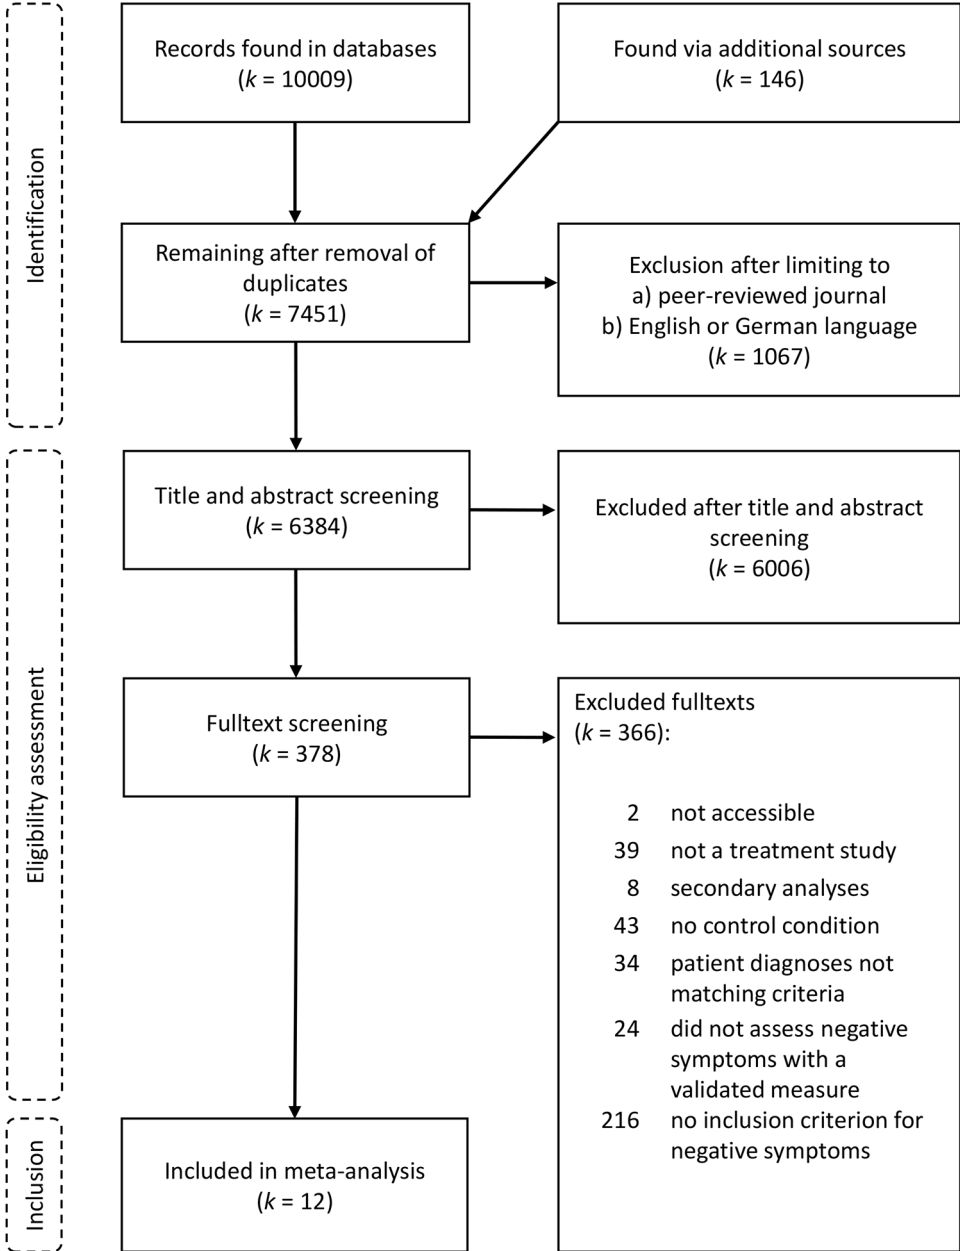 Identification
Records found in databases
(k = 10009)
Found via additional sources
(k = 146)
Remaining after removal of
duplicates
(k = 7451)
Exclusion after limiting to
a) peer-reviewed journal
b) English or German language
(k = 1067)
Eligibility assessment
Title and abstract screening
(k = 6384)
Excluded after title and abstract
screening
(k = 6006)
Fulltext screening
(k = 378)
Excluded fulltexts
(k = 366):
2 not accessible
39 not a treatment study
8 secondary analyses
43 no control condition
34 patient diagnoses not
matching criteria
24 did not assess negative
symptoms with a
validated measure
216 no inclusion criterion for
negative symptoms
Inclusion
Included in meta-analysis
(k = 12)